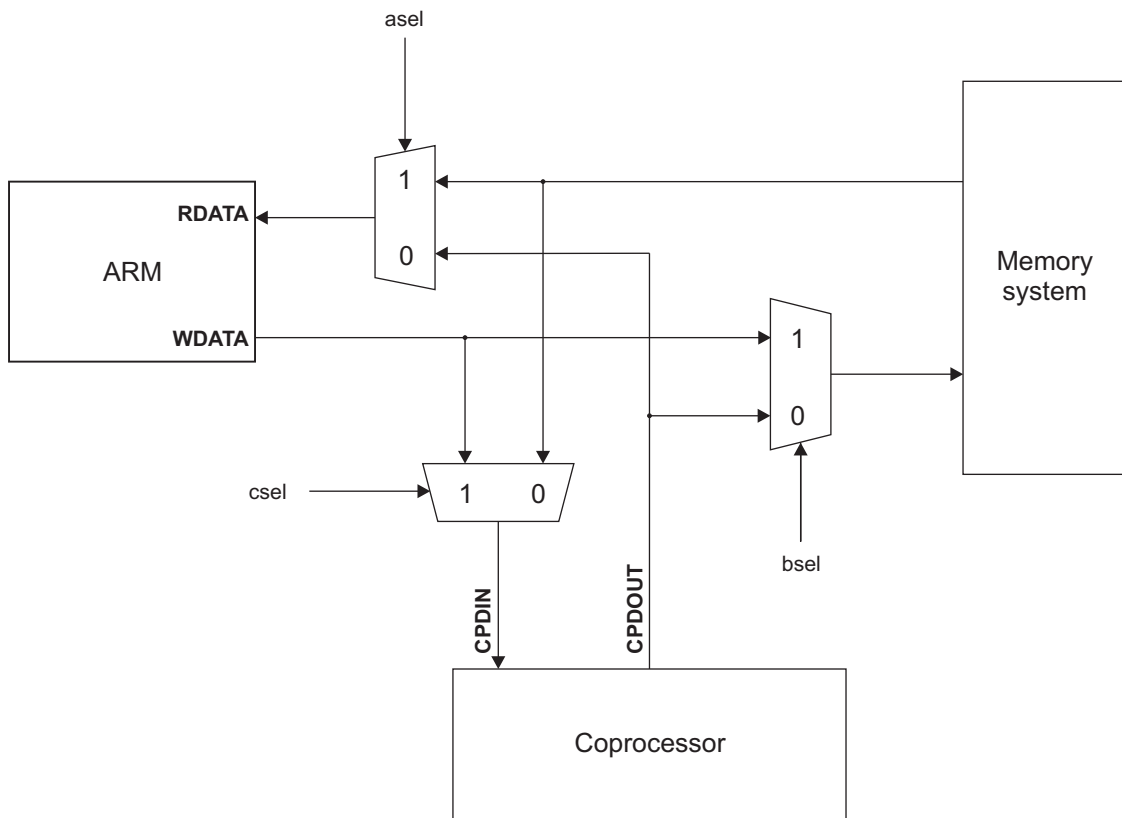 asel
1
RDATA
0
ARM
Memory
system
WDATA
1
0
csel
1 0
bsel
CPDIN
CPDOUT
Coprocessor